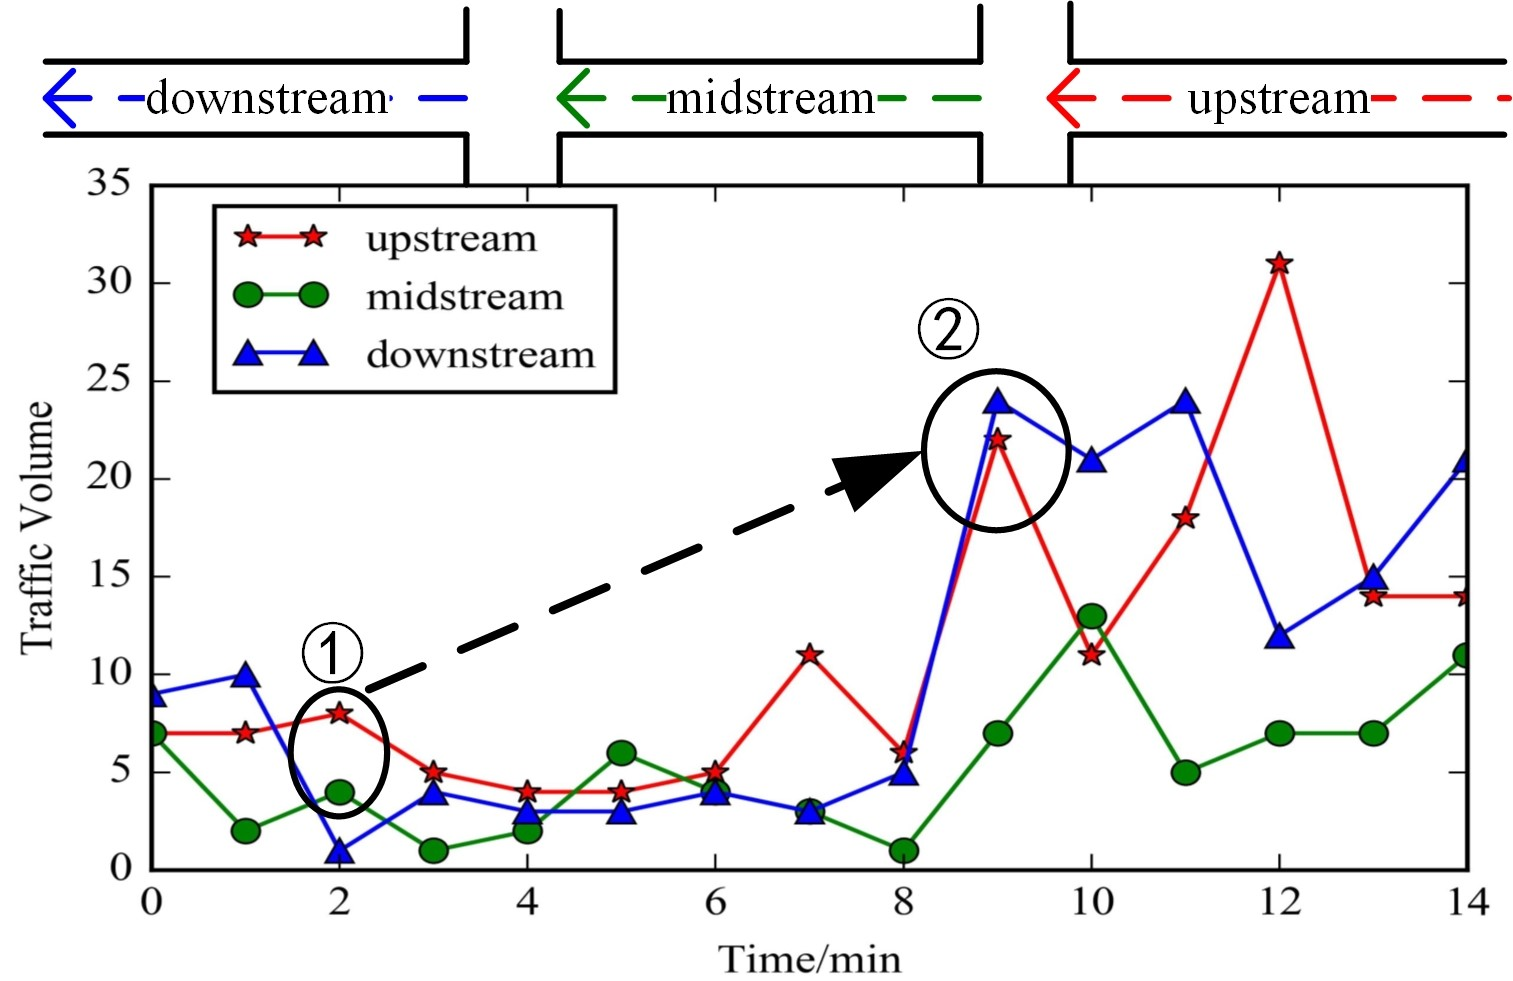 downstream midstream upstream
35
30
25
20
15
10
5
0
Traffic Volume
upstream
midstream
downstream
①
②
0 2 4 6 8 10 12 14
Time/min